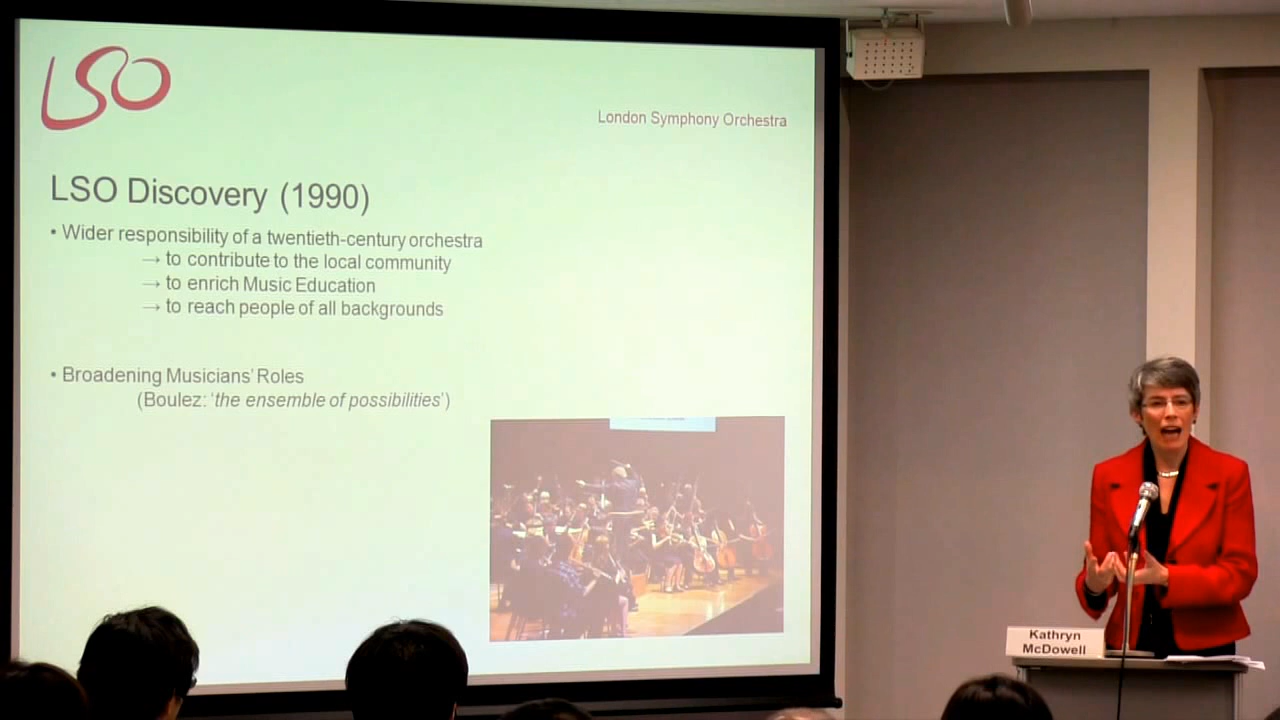 LSO
London Symphony Orchestra
LSO Discovery (1990)
• Wider responsibility of a twentieth-century orchestra
→ to contribute to the local community
→ to enrich Music Education
→ to reach people of all backgrounds
• Broadening Musicians' Roles
(Boulez: 'the ensemble of possibilities')
Kathryn
McDowell